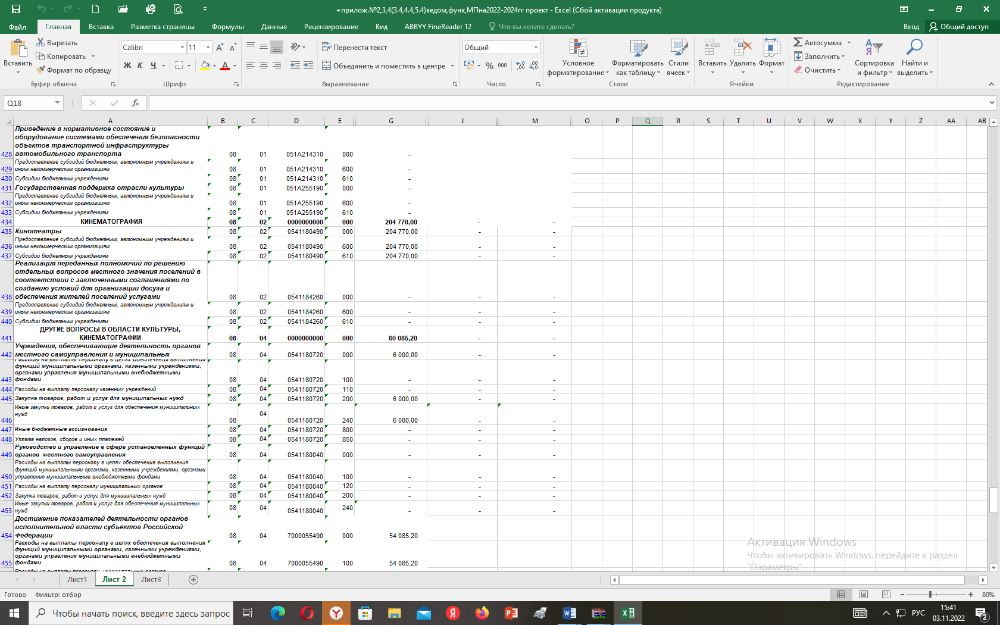 +прилож.№2,3,4(3.4,4.4,5.4)ведом,функ,МПна2022-2024гг проект - Excel (Сбой активации продукта)
Файл Главная Вставка Разметка страницы Формулы Данные Рецензирование Вид ABBYY FineReader 12 Что вы хотите сделать? Вход Общий доступ
Вставить Вырезать Копировать Формат по образцу Буфер обмена
Calibri 11 Ж К Ч А Шрифт
Перенести текст Объединить и поместить в центре Выравнивание
Общий % 000 Число
Условное форматирование Форматировать как таблицу Стили ячеек Стили
Вставить Удалить Формат Ячейки
Автосумма Заполнить Очистить Сортировка и фильтр Найти и выделить Редактирование
Q18 fx
A B C D E G J M O P Q R S T U V W X Y Z AA AB
Приведение в нормативное состояние и
оборудование системами обеспечения безопасности
объектов транспортной инфраструктуры
428 автомобильного транспорта 08 01 051A214310 000 -
Предоставление субсидий бюджетным, автономным учреждениям и
429 иным некоммерческим организациям 08 01 051A214310 600 -
430 Субсидии бюджетным учреждениям 08 01 051A214310 610 -
431 Государственная поддержка отрасли культуры 08 01 051A255190 000 -
Предоставление субсидий бюджетным, автономным учреждениям и
432 иным некоммерческим организациям 08 01 051A255190 600 -
433 Субсидии бюджетным учреждениям 08 01 051A255190 610 -
434 КИНЕМАТОГРАФИЯ 08 02 0000000000 000 204 770,00 - -
435 Кинотеатры 08 02 0541180490 000 204 770,00 - -
Предоставление субсидий бюджетным, автономным учреждениям и
436 иным некоммерческим организациям 08 02 0541180490 600 204 770,00 - -
437 Субсидии бюджетным учреждениям 08 02 0541180490 610 204 770,00 - -
Реализация переданных полномочий по решению
отдельных вопросов местного значения поселений в
соответствии с заключенными соглашениями по
созданию условий для организации досуга и
438 обеспечения жителей поселений услугами 08 02 0541184260 000 - - -
Предоставление субсидий бюджетным, автономным учреждениям и
439 иным некоммерческим организациям 08 02 0541184260 600 - - -
440 Субсидии бюджетным учреждениям 08 02 0541184260 610 - - -
ДРУГИЕ ВОПРОСЫ В ОБЛАСТИ КУЛЬТУРЫ,
441 КИНЕМАТОГРАФИИ 08 04 0000000000 000 60 085,20 - -
Учреждения, обеспечивающие деятельность органов
442 местного самоуправления и муниципальных 08 04 0541180720 000 6 000,00 - -
Расходы на выплаты персоналу в целях обеспечения выполнения
функций муниципальными органами, казенными учреждениями,
органами управления муниципальными внебюджетными
443 фондами 08 04 0541180720 100 - - -
444 Расходы на выплату персоналу казенных учреждений 08 04 0541180720 110 - - -
445 Закупка товаров, работ и услуг для муниципальных нужд 08 04 0541180720 200 6 000,00 - -
Иные закупки товаров, работ и услуг для обеспечения муниципальных
446 нужд 08 04 0541180720 240 6 000,00 - -
447 Иные бюджетные ассигнования 08 04 0541180720 800 - - -
448 Уплата налогов, сборов и иных платежей 08 04 0541180720 850 - - -
Руководство и управление в сфере установленных функций
449 органов местного самоуправления 08 04 0541180040 000 - - -
Расходы на выплаты персоналу в целях обеспечения выполнения
функций муниципальными органами, казенными учреждениями, органами
450 управления муниципальными внебюджетными фондами 08 04 0541180040 100 - - -
451 Расходы на выплату персоналу муниципальных органов 08 04 0541180040 120 - - -
452 Закупка товаров, работ и услуг для муниципальных нужд 08 04 0541180040 200 - - -
Иные закупки товаров, работ и услуг для обеспечения муниципальных
453 нужд 08 04 0541180040 240 - - -
Достижение показателей деятельности органов
исполнительной власти субъектов Российской
454 Федерации 08 04 7000055490 000 54 085,20
Расходы на выплаты персоналу в целях обеспечения выполнения
функций муниципальными органами, казенными учреждениями,
органами управления муниципальными внебюджетными
455 фондами 08 04 7000055490 100 54 085,20
Активация Windows
Чтобы активировать Windows, перейдите в раздел
"Параметры".
Лист1 Лист 2 Лист3
Готово Фильтр: отбор 80%
Чтобы начать поиск, введите здесь запрос РУС 15:41
03.11.2022 2